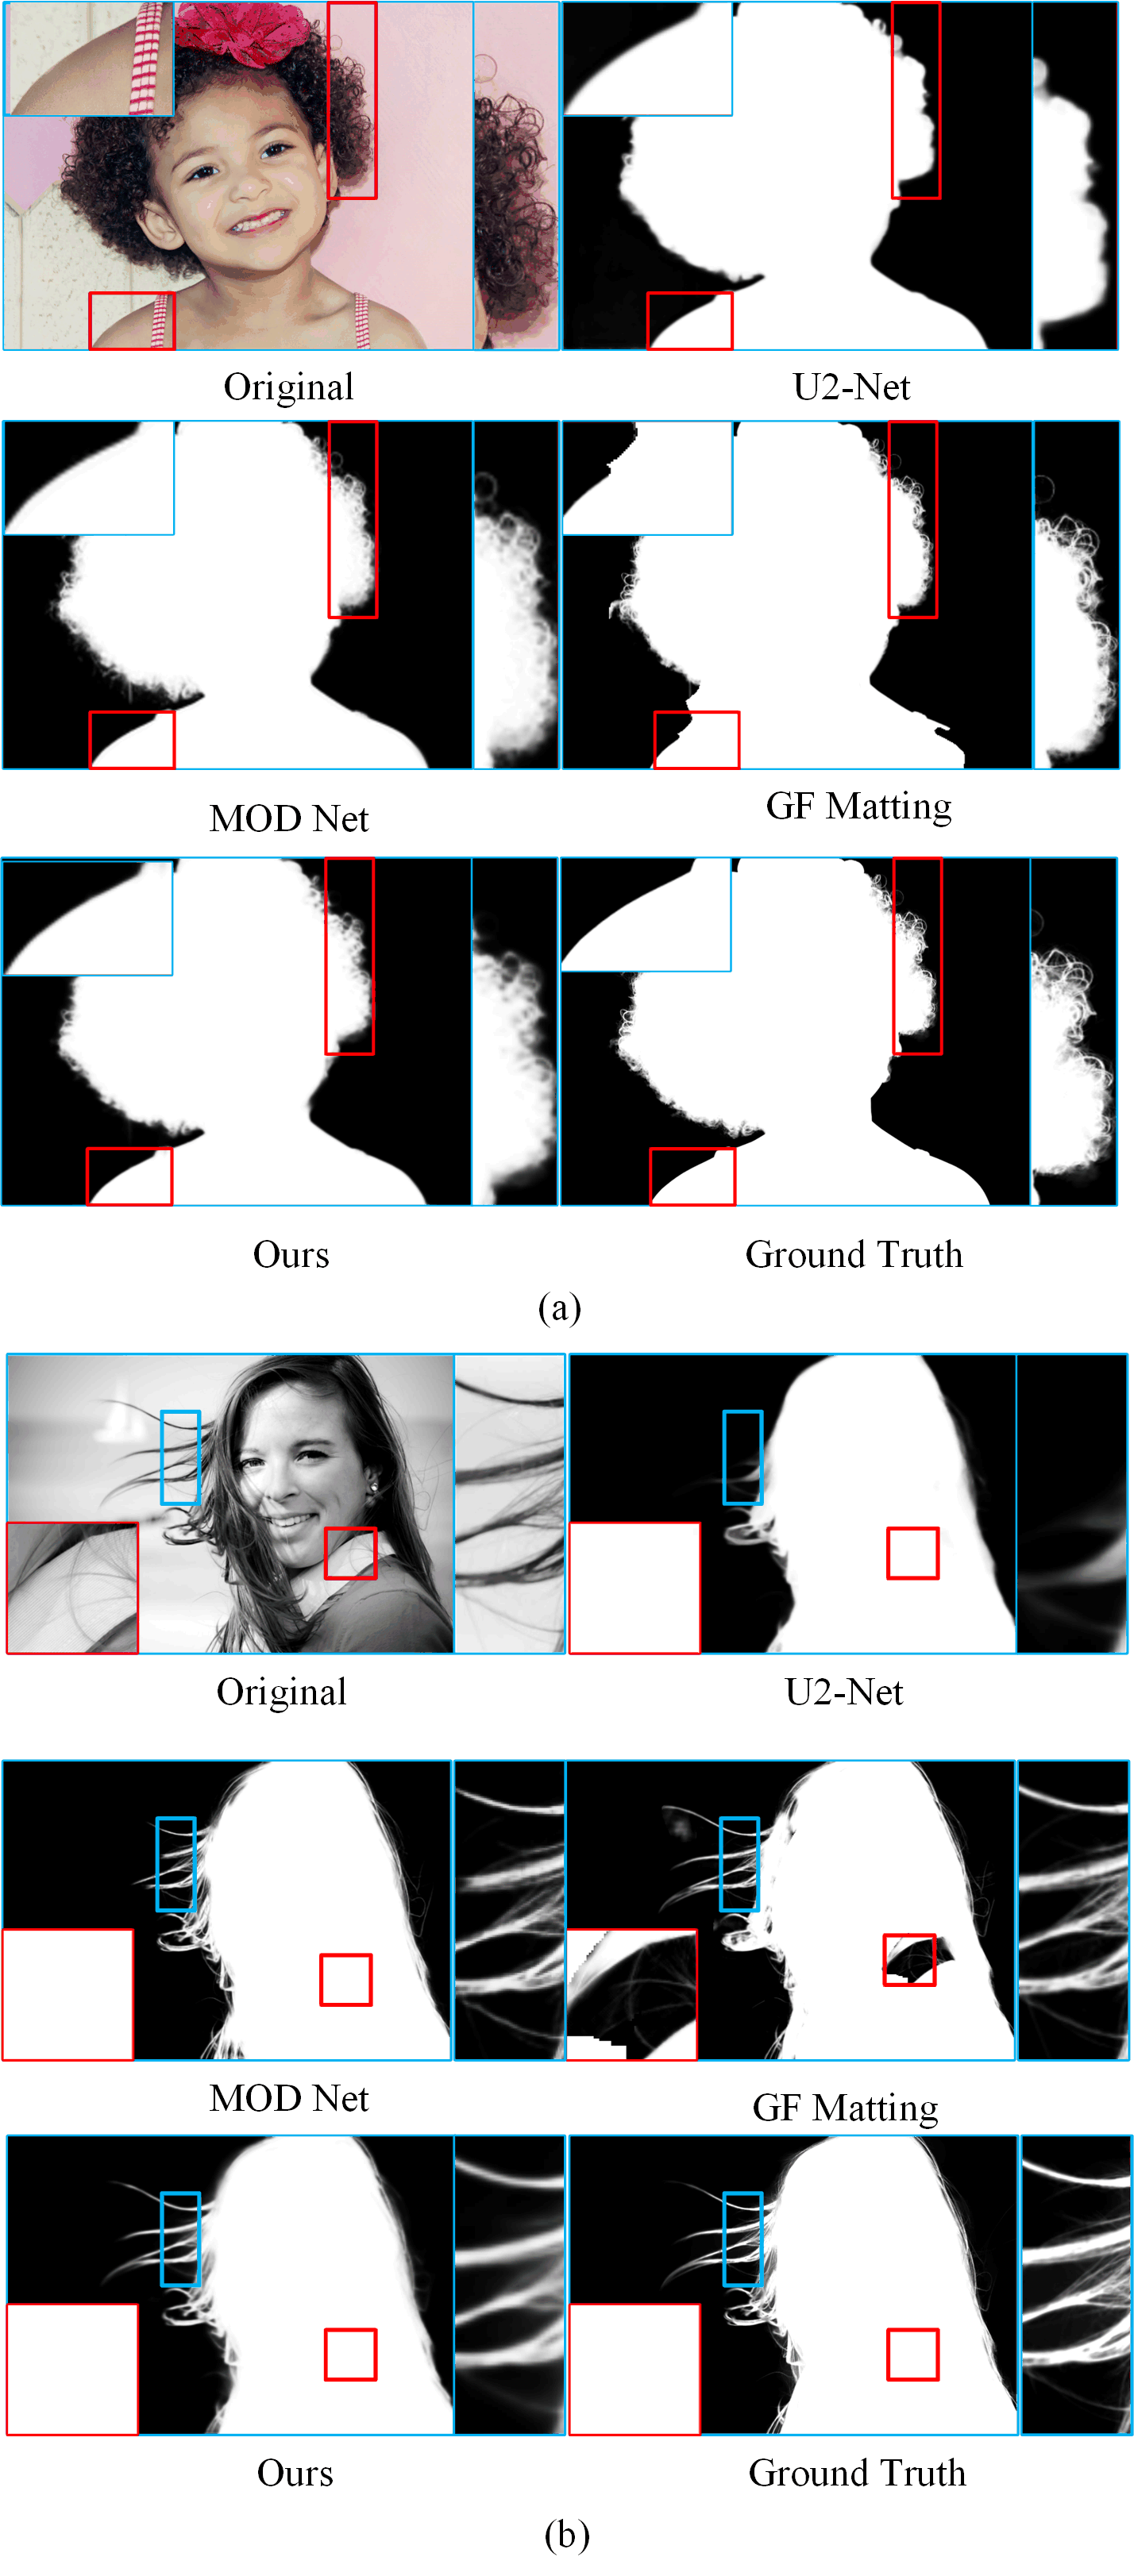 Original
U2-Net
MOD Net
GF Matting
Ours
Ground Truth
(a)
Original
U2-Net
MOD Net
GF Matting
Ours
Ground Truth
(b)